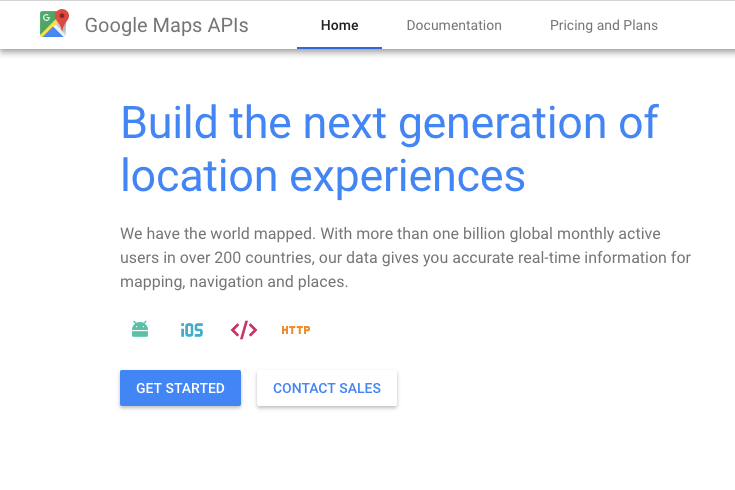 Google Maps APIs
Home
Documentation
Pricing and Plans
Build the next generation of
location experiences
We have the world mapped. With more than one billion global monthly active
users in over 200 countries, our data gives you accurate real-time information for
mapping, navigation and places.
iOS
</>
HTTP
GET STARTED
CONTACT SALES